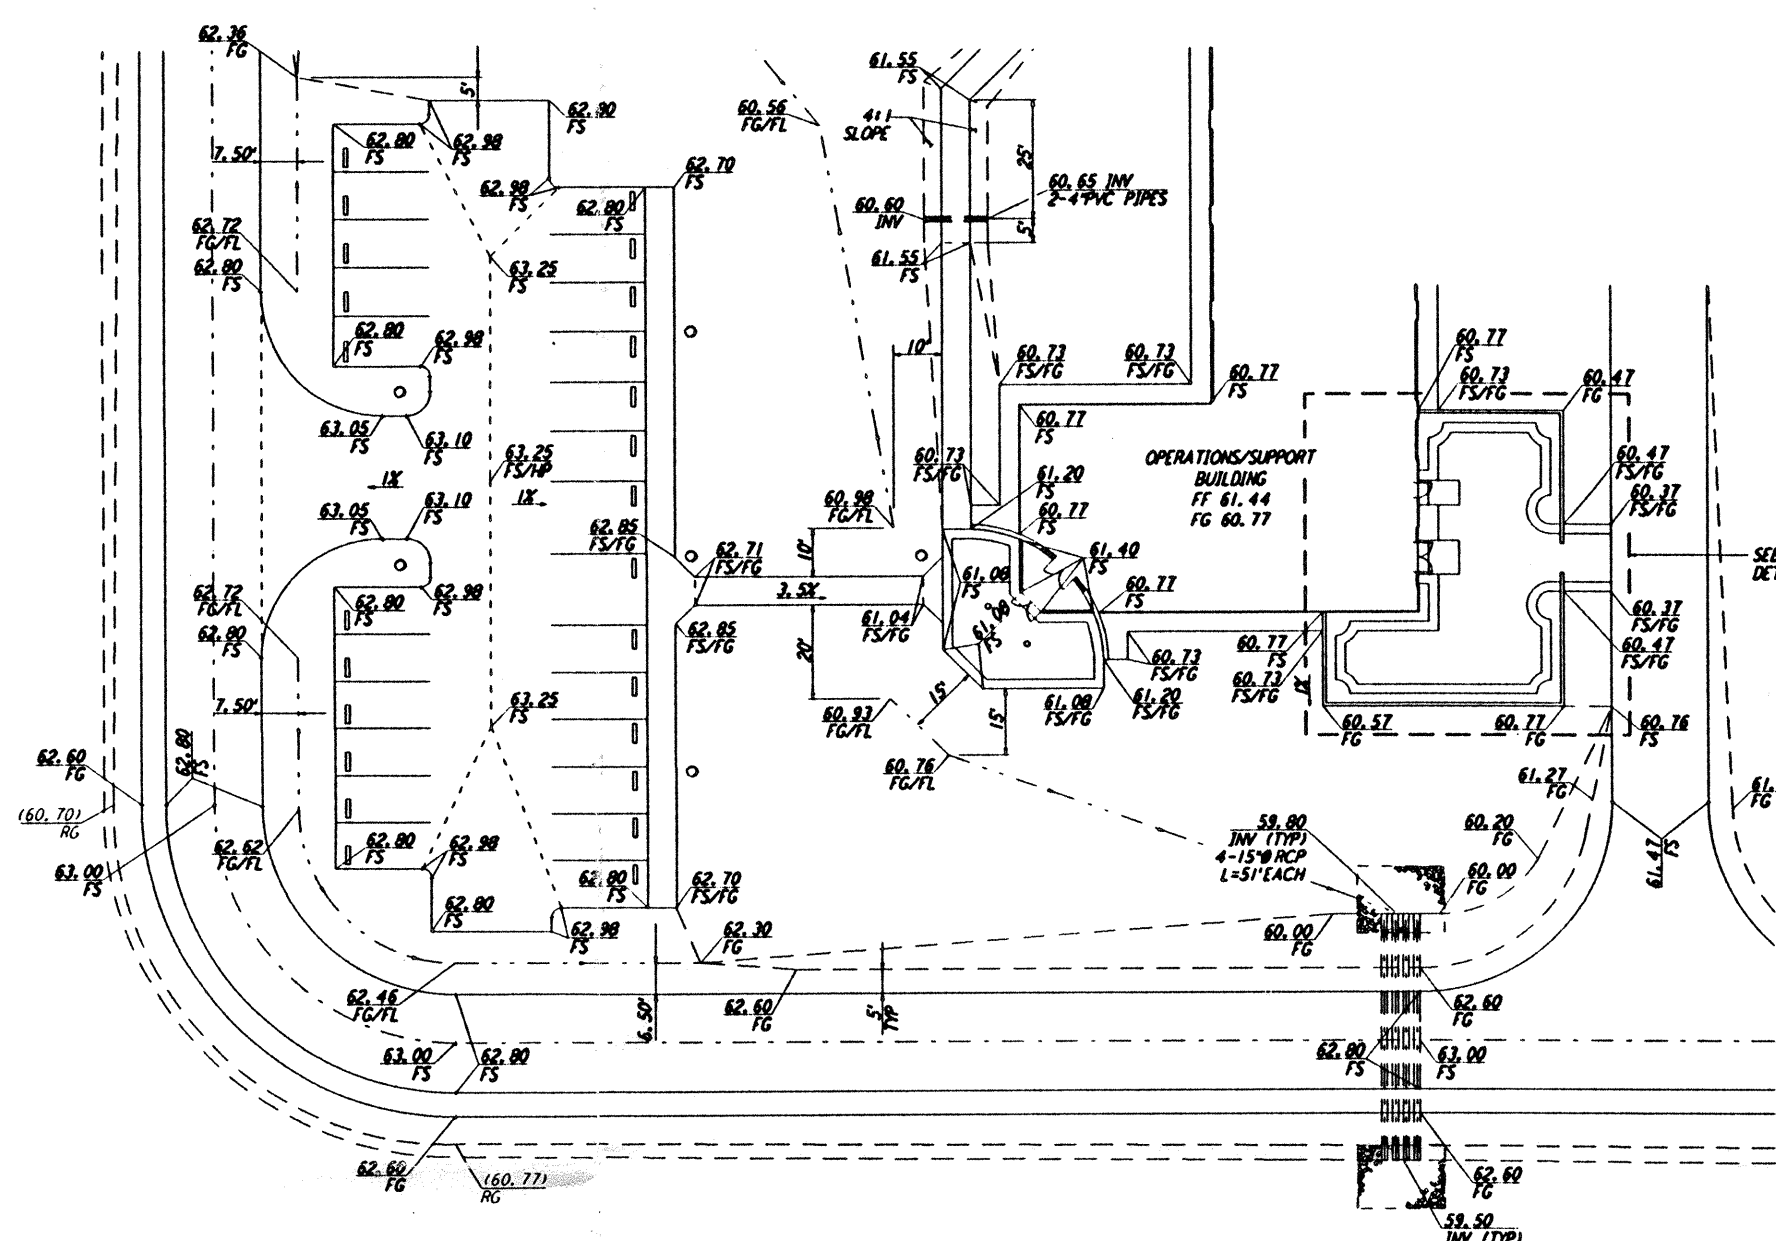 62.36
FG
5'
62.90
FS
62.80
FS
62.98
FS
7.50'
62.98
FS
62.80
FS
62.70
FS
60.56
FG/FL
61.55
FS
4:1
SLOPE
25'
60.65 INV
2-4"PVC PIPES
60.60
INV
5'
61.55
FS
62.72
FG/FL
62.80
FS
63.25
FS
62.80
FS
62.98
FS
10'
60.73
FS/FG
60.73
FS/FG
60.77
FS
60.77
FS
60.77
FS
60.73
FS/FG
60.47
FG
63.05
FS
63.10
FS
63.25
FS/HP
1%
1%
60.73
FS/FG
61.20
FS
OPERATIONS/SUPPORT
BUILDING
FF 61.44
FG 60.77
60.47
FS/FG
60.37
FS/FG
63.05
FS
63.10
FS
62.85
FS/FG
60.98
FG/FL
60.77
FS
10'
62.71
FS/FG
61.40
FS
61.08
FS
60.77
FS
SEE
3.5%
61.04
FS/FG
61.08
FS
62.72
FG/FL
62.80
FS
62.80
FS
62.98
FS
62.85
FS/FG
20'
60.77
FS
60.73
FS/FG
1%
60.37
FS/FG
60.47
FS/FG
60.73
FS/FG
61.20
FS/FG
61.08
FS/FG
15'
15'
7.50'
63.25
FS
60.93
FG/FL
60.57
FG
60.77
FG
60.76
FS
62.60
FG
62.80
FS
60.76
FG/FL
61.27
FG
(60.70)
RG
63.00
FS
62.62
FG/FL
62.80
FS
62.98
FS
59.80
INV (TYP)
4-15"Ø RCP
L=51'EACH
60.20
FG
60.00
FG
61.47
FS
61.
FG
62.80
FS
62.80
FS
62.70
FS/FG
62.98
FS
62.30
FG
60.00
FG
62.46
FG/FL
6.50'
62.60
FG
5'
TYP
62.60
FG
63.00
FS
62.80
FS
62.80
FS
63.00
FS
62.60
FG
(60.77)
RG
62.60
FG
59.50
INV (TYP)